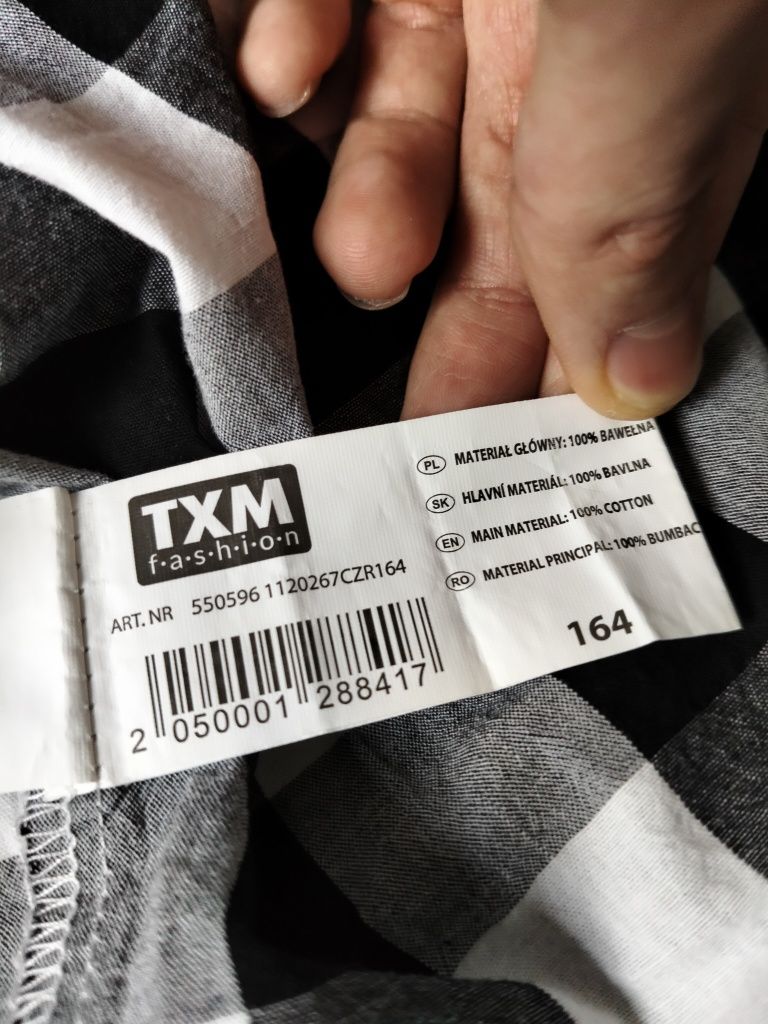 TXM
f·a·s·h·i·o·n
ART. NR 550596 1120267CZR164
2 050001 288417
PL MATERIAŁ GŁÓWNY: 100% BAWEŁNA
SK HLAVNÍ MATERIÁL: 100% BAVLNA
EN MAIN MATERIAL: 100% COTTON
RO MATERIAL PRINCIPAL: 100% BUMBAC
164